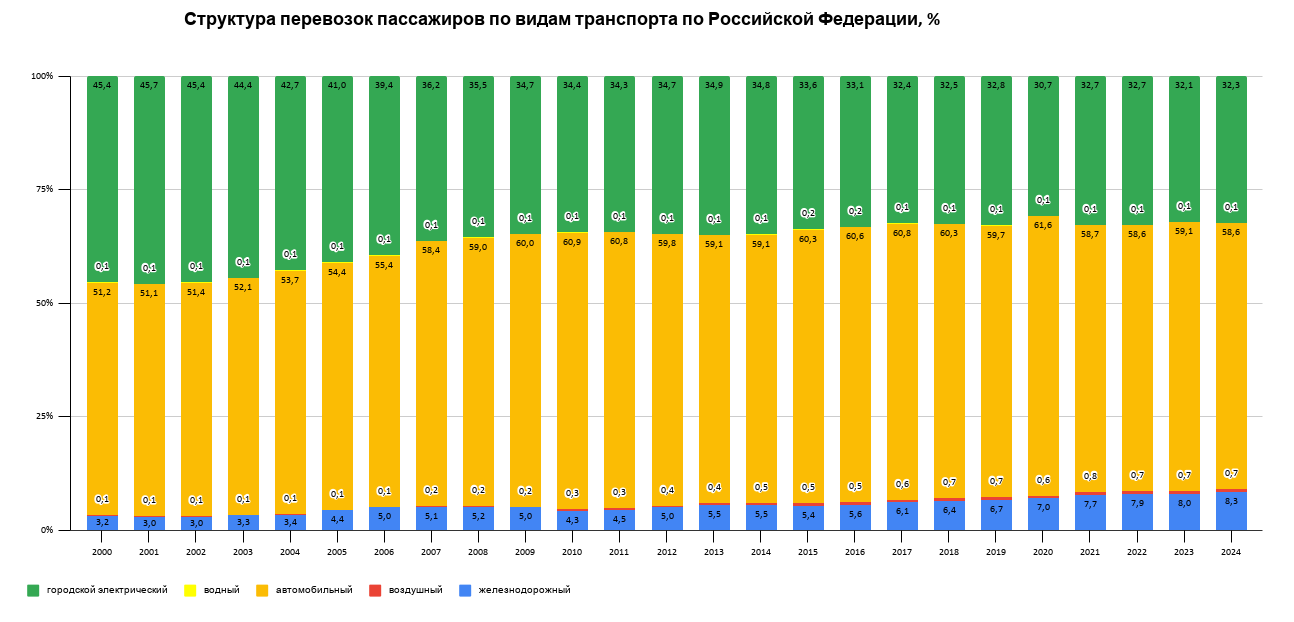 Структура перевозок пассажиров по видам транспорта по Российской Федерации, %
100% 45,4 45,7 45,4 44,4 42,7 41,0 39,4 36,2 35,5 34,7 34,4 34,3 34,7 34,9 34,8 33,6 33,1 32,4 32,5 32,8 30,7 32,7 32,7 32,1 32,3
75%
0,1 0,1 0,1 0,1 0,1 0,1 0,1 0,1 0,1 0,1 0,1 0,1 0,1 0,1 0,1 0,2 0,2 0,1 0,1 0,1 0,1 0,1 0,1 0,1 0,1
51,2 51,1 51,4 52,1 53,7 54,4 55,4 58,4 59,0 60,0 60,9 60,8 59,8 59,1 59,1 60,3 60,6 60,8 60,3 59,7 61,6 58,7 58,6 59,1 58,6
50%
25%
0,1 0,1 0,1 0,1 0,1 0,1 0,1 0,2 0,2 0,2 0,3 0,3 0,4 0,4 0,5 0,5 0,5 0,6 0,7 0,7 0,6 0,8 0,7 0,7 0,7
3,2 3,0 3,0 3,3 3,4 4,4 5,0 5,1 5,2 5,0 4,3 4,5 5,0 5,5 5,5 5,4 5,6 6,1 6,4 6,7 7,0 7,7 7,9 8,0 8,3
0%
2000 2001 2002 2003 2004 2005 2006 2007 2008 2009 2010 2011 2012 2013 2014 2015 2016 2017 2018 2019 2020 2021 2022 2023 2024
городской электрический водный автомобильный воздушный железнодорожный